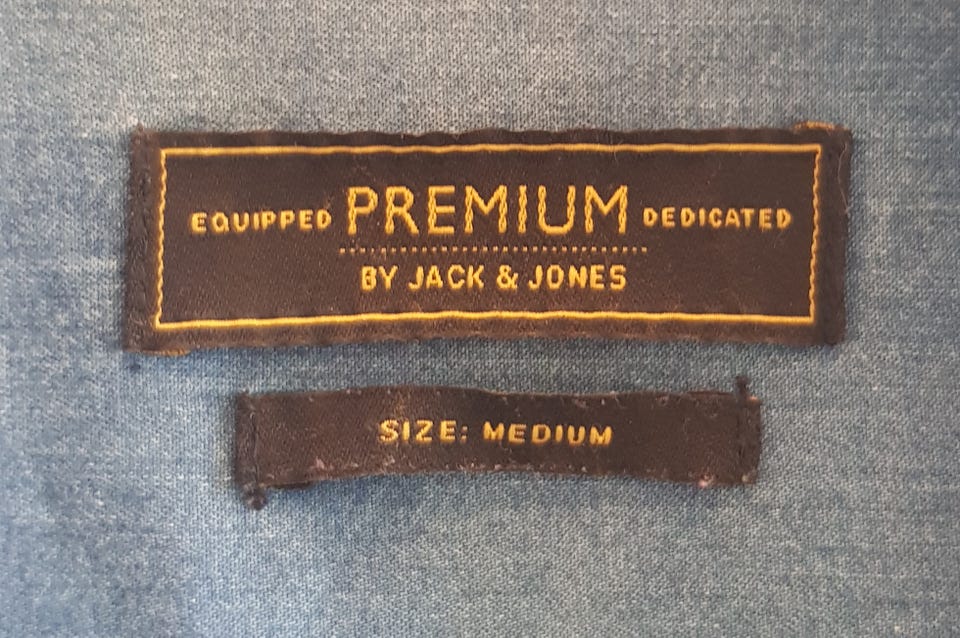 EQUIPPED PREMIUM DEDICATED
BY JACK & JONES
SIZE: MEDIUM